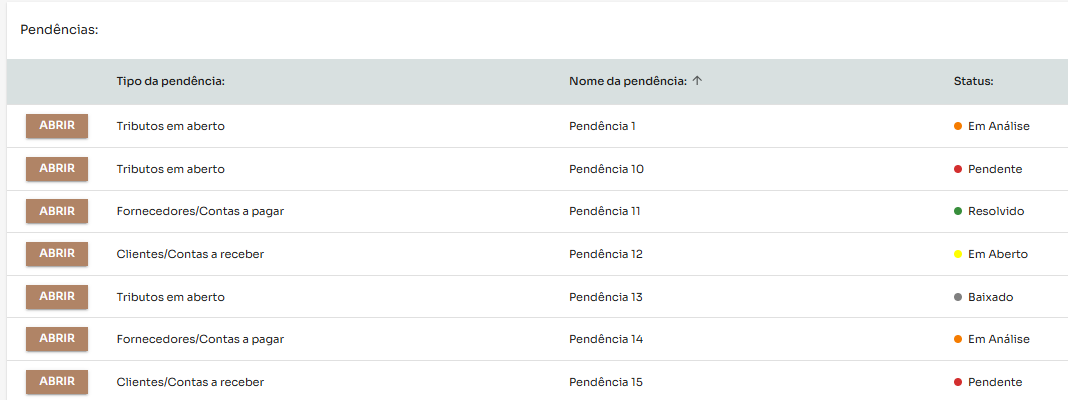 Pendências:
Tipo da pendência: Nome da pendência: Status:
ABRIR Tributos em aberto Pendência 1 Em Análise
ABRIR Tributos em aberto Pendência 10 Pendente
ABRIR Fornecedores/Contas a pagar Pendência 11 Resolvido
ABRIR Clientes/Contas a receber Pendência 12 Em Aberto
ABRIR Tributos em aberto Pendência 13 Baixado
ABRIR Fornecedores/Contas a pagar Pendência 14 Em Análise
ABRIR Clientes/Contas a receber Pendência 15 Pendente